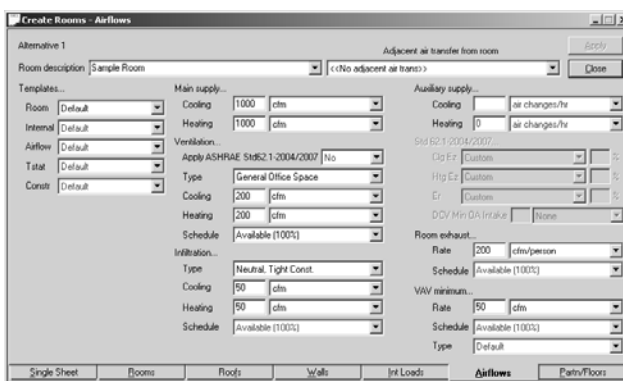 Create Rooms - Airflows
Alternative 1
Adjacent air transfer from room
Apply
Room description Sample Room
<<No adjacent air trans>>
Close
Templates...
Room Default
Internal Default
Airflow Default
Tstat Default
Constr Default
Main supply...
Cooling 1000 cfm
Heating 1000 cfm
Ventilation...
Apply ASHRAE Std62.1-2004/2007 No
Type General Office Space
Cooling 200 cfm
Heating 200 cfm
Schedule Available (100%)
Infiltration...
Type Neutral, Tight Const.
Cooling 50 cfm
Heating 50 cfm
Schedule Available (100%)
Auxiliary supply...
Cooling air changes/hr
Heating 0 air changes/hr
Std 62.1-2004/2007...
Clg Ez Custom %
Htg Ez Custom %
Er Custom %
DCV Min OA Intake None
Room exhaust...
Rate 200 cfm/person
Schedule Available (100%)
VAV minimum...
Rate 50 cfm
Schedule Available (100%)
Type Default
Single Sheet Rooms Roofs Walls Int Loads Airflows Partn/Floors